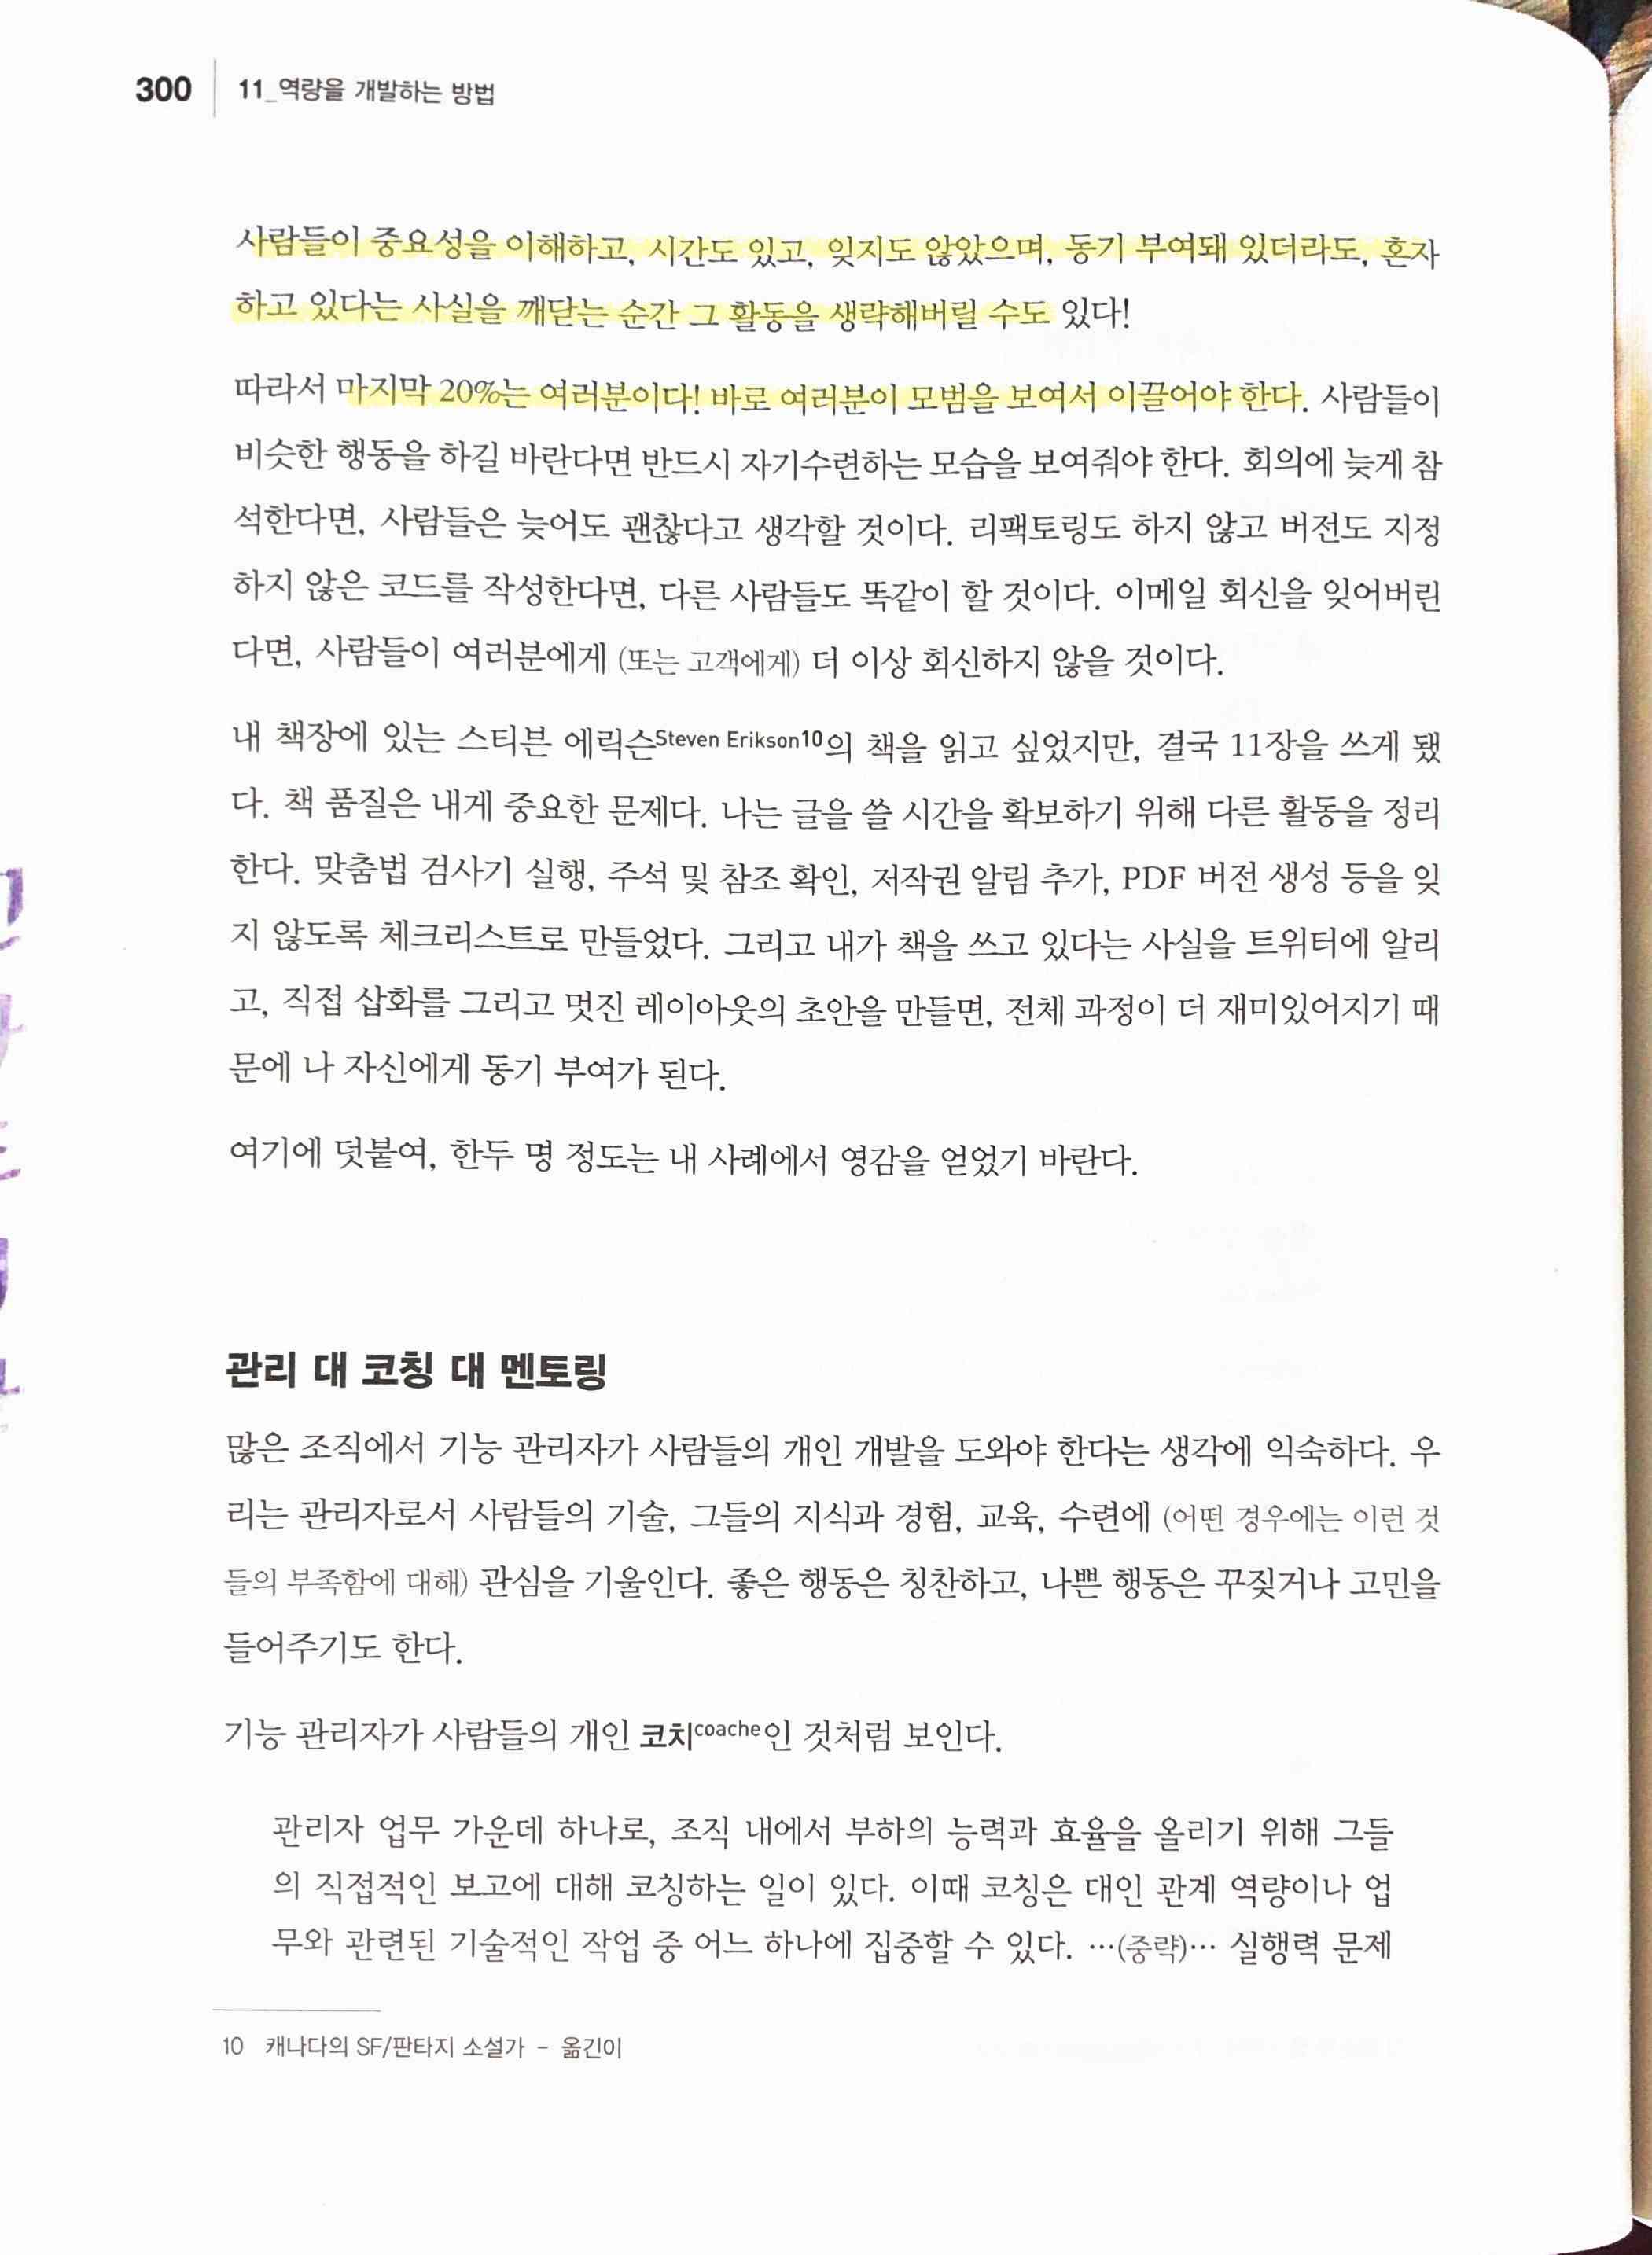 300 11_역량을 개발하는 방법
사람들이 중요성을 이해하고, 시간도 있고, 잊지도 않았으며, 동기 부여돼 있더라도, 혼자
하고 있다는 사실을 깨닫는 순간 그 활동을 생략해버릴 수도 있다!
따라서 마지막 20%는 여러분이다! 바로 여러분이 모범을 보여서 이끌어야 한다. 사람들이
비슷한 행동을 하길 바란다면 반드시 자기수련하는 모습을 보여줘야 한다. 회의에 늦게 참
석한다면, 사람들은 늦어도 괜찮다고 생각할 것이다. 리팩토링도 하지 않고 버전도 지정
하지 않은 코드를 작성한다면, 다른 사람들도 똑같이 할 것이다. 이메일 회신을 잊어버린
다면, 사람들이 여러분에게 (또는 고객에게) 더 이상 회신하지 않을 것이다.
내 책장에 있는 스티븐 에릭슨Steven Erikson10의 책을 읽고 싶었지만, 결국 11장을 쓰게 됐
다. 책 품질은 내게 중요한 문제다. 나는 글을 쓸 시간을 확보하기 위해 다른 활동을 정리
한다. 맞춤법 검사기 실행, 주석 및 참조 확인, 저작권 알림 추가, PDF 버전 생성 등을 잊
지 않도록 체크리스트로 만들었다. 그리고 내가 책을 쓰고 있다는 사실을 트위터에 알리
고, 직접 삽화를 그리고 멋진 레이아웃의 초안을 만들면, 전체 과정이 더 재미있어지기 때
문에 나 자신에게 동기 부여가 된다.
여기에 덧붙여, 한두 명 정도는 내 사례에서 영감을 얻었기 바란다.
관리 대 코칭 대 멘토링
많은 조직에서 기능 관리자가 사람들의 개인 개발을 도와야 한다는 생각에 익숙하다. 우
리는 관리자로서 사람들의 기술, 그들의 지식과 경험, 교육, 수련에 (어떤 경우에는 이런 것
들의 부족함에 대해) 관심을 기울인다. 좋은 행동은 칭찬하고, 나쁜 행동은 꾸짖거나 고민을
들어주기도 한다.
기능 관리자가 사람들의 개인 코치coache인 것처럼 보인다.
관리자 업무 가운데 하나로, 조직 내에서 부하의 능력과 효율을 올리기 위해 그들
의 직접적인 보고에 대해 코칭하는 일이 있다. 이때 코칭은 대인 관계 역량이나 업
무와 관련된 기술적인 작업 중 어느 하나에 집중할 수 있다. …(중략)… 실행력 문제
10 캐나다의 SF/판타지 소설가 - 옮긴이